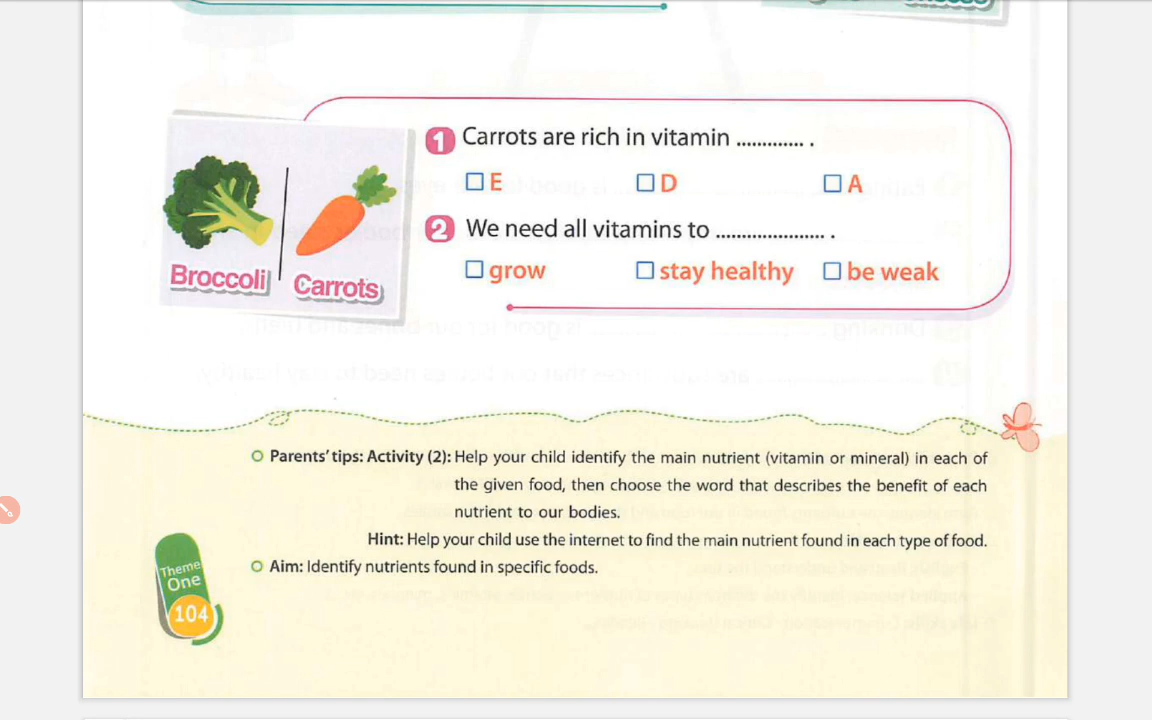 1 Carrots are rich in vitamin ............. .
E D A
2 We need all vitamins to ..................... .
grow stay healthy be weak
Broccoli Carrots
Parents' tips: Activity (2): Help your child identify the main nutrient (vitamin or mineral) in each of
the given food, then choose the word that describes the benefit of each
nutrient to our bodies.
Hint: Help your child use the internet to find the main nutrient found in each type of food.
Aim: Identify nutrients found in specific foods.
Theme
One
104